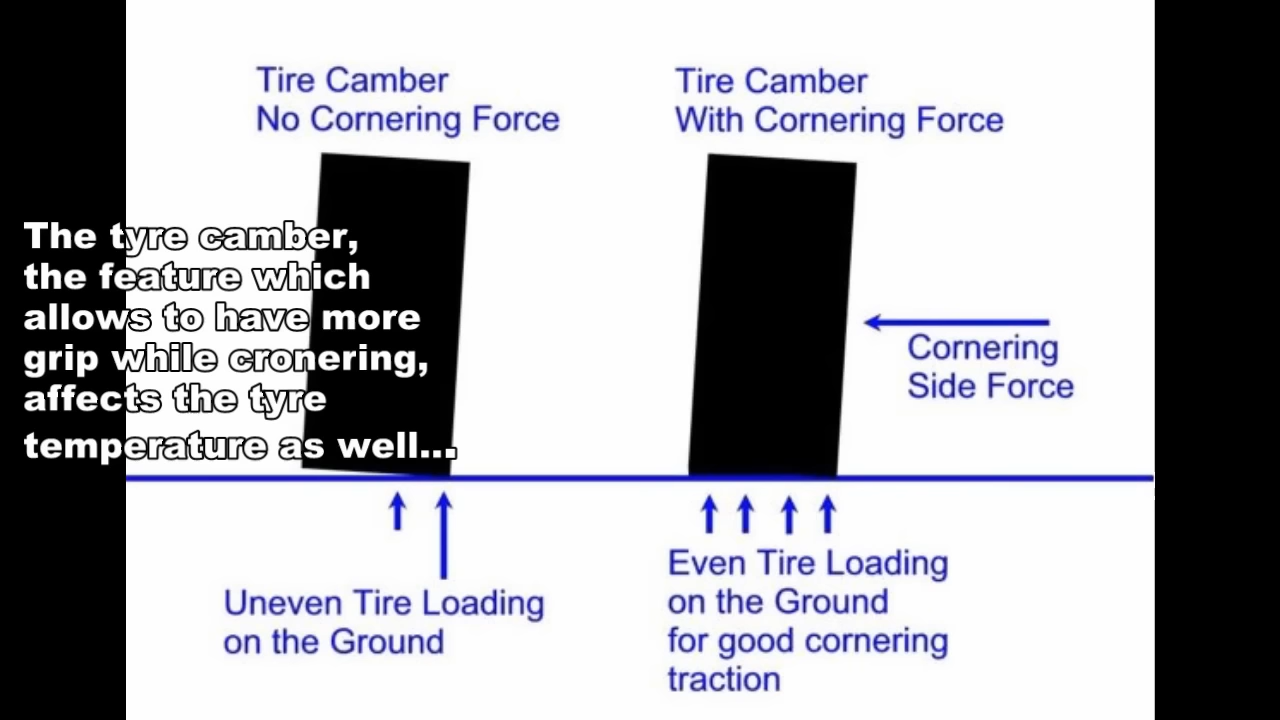 Tire Camber
No Cornering Force
Tire Camber
With Cornering Force
The tyre camber,
the feature which
allows to have more
grip while cronering,
affects the tyre
temperature as well...
Cornering
Side Force
Uneven Tire Loading
on the Ground
Even Tire Loading
on the Ground
for good cornering
traction